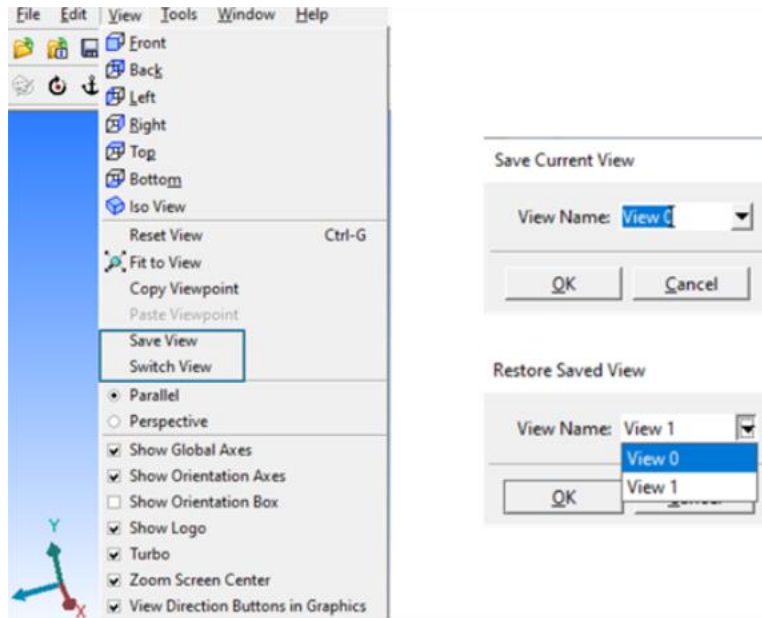 File Edit View Tools Window Help
Front
Back
Left
Right
Top
Bottom
Iso View
Reset View Ctrl-G
Fit to View
Copy Viewpoint
Paste Viewpoint
Save View
Switch View
Parallel
Perspective
Show Global Axes
Show Orientation Axes
Show Orientation Box
Show Logo
Turbo
Zoom Screen Center
View Direction Buttons in Graphics
Y
X
Save Current View
View Name: View 0
OK Cancel
Restore Saved View
View Name: View 1
View 0
View 1
OK